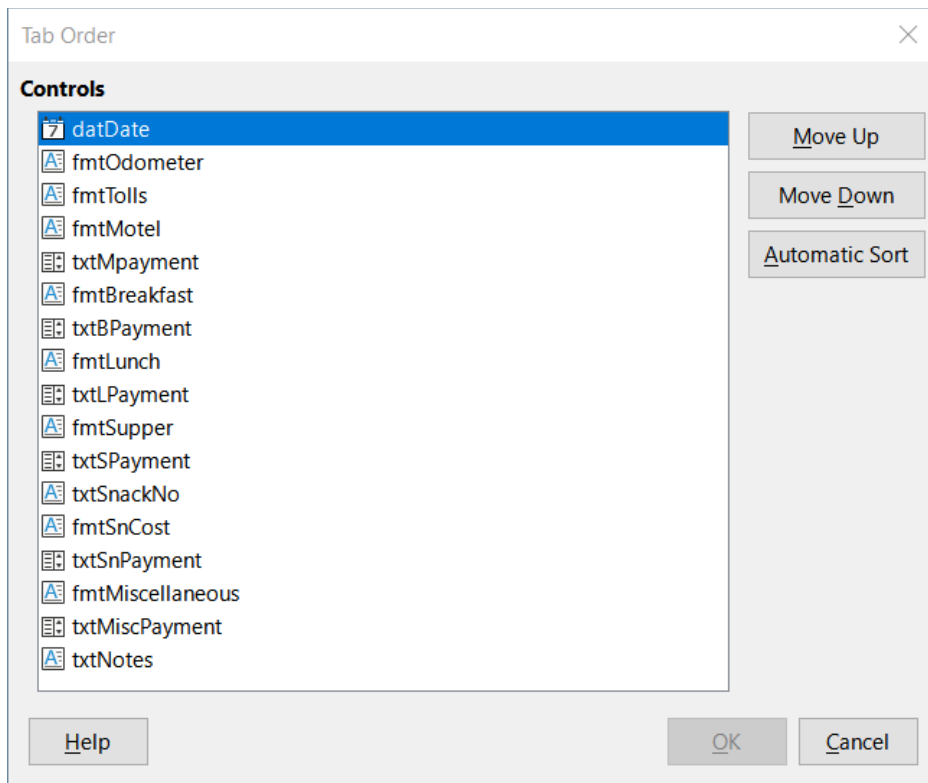 Tab Order
Controls
datDate
fmtOdometer
fmtTolls
fmtMotel
txtMpayment
fmtBreakfast
txtBPayment
fmtLunch
txtLPayment
fmtSupper
txtSPayment
txtSnackNo
fmtSnCost
txtSnPayment
fmtMiscellaneous
txtMiscPayment
txtNotes
Move Up
Move Down
Automatic Sort
Help
OK
Cancel